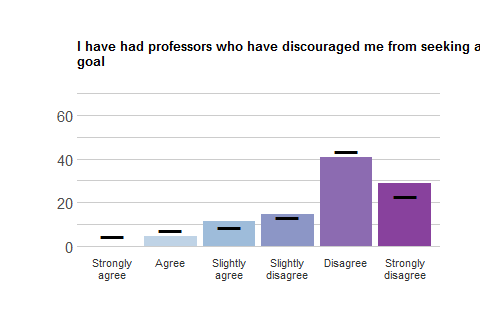 I have had professors who have discouraged me from seeking a
goal
60
40
20
0
Strongly agree
Agree
Slightly agree
Slightly disagree
Disagree
Strongly disagree